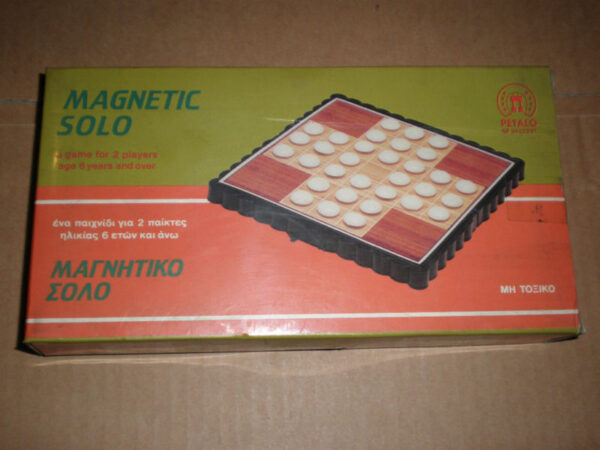 MAGNETIC
SOLO
a game for 2 players
age 6 years and over
PETALO
ένα παιχνίδι για 2 παίκτες
ηλικίας 6 ετών και άνω
ΜΑΓΝΗΤΙΚΟ
ΣΟΛΟ
ΜΗ ΤΟΞΙΚΟ